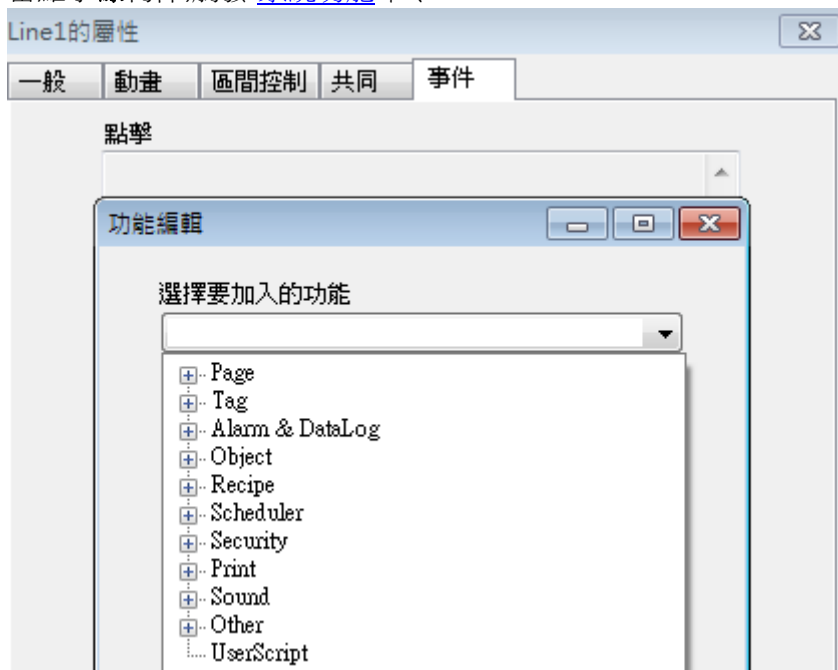 Line1的屬性
一般 動畫 區間控制 共同 事件
點擊
功能編輯
選擇要加入的功能
Page
Tag
Alarm & DataLog
Object
Recipe
Scheduler
Security
Print
Sound
Other
UserScript